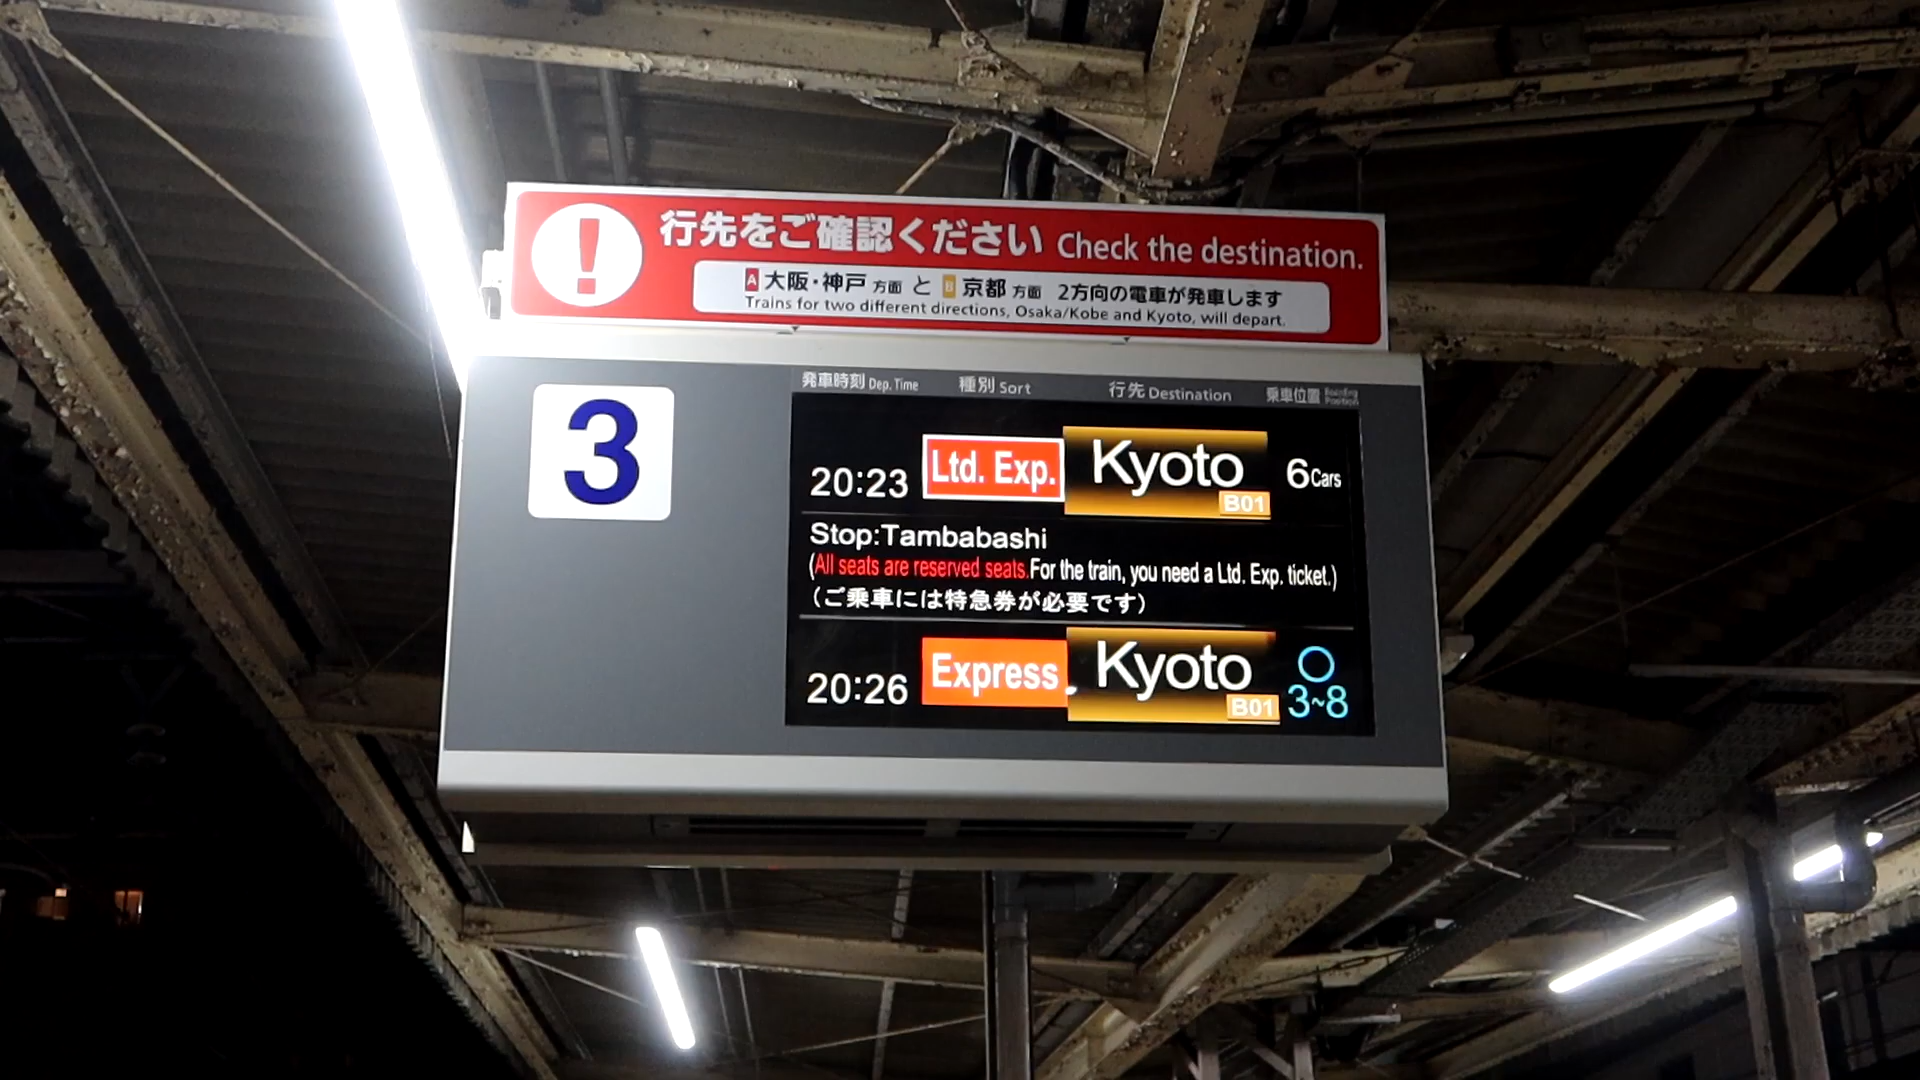 ! 行先をご確認ください Check the destination.
A 大阪・神戸 方面 と B 京都 方面 2方向の電車が発車します
Trains for two different directions, Osaka/Kobe and Kyoto, will depart.
3
発車時刻 Dep. Time 種別 Sort 行先 Destination 乗車位置 Boarding Position
20:23 Ltd. Exp. Kyoto B01 6Cars
Stop:Tambabashi
(All seats are reserved seats.For the train, you need a Ltd. Exp. ticket.)
(ご乗車には特急券が必要です)
20:26 Express Kyoto B01 ○ 3~8